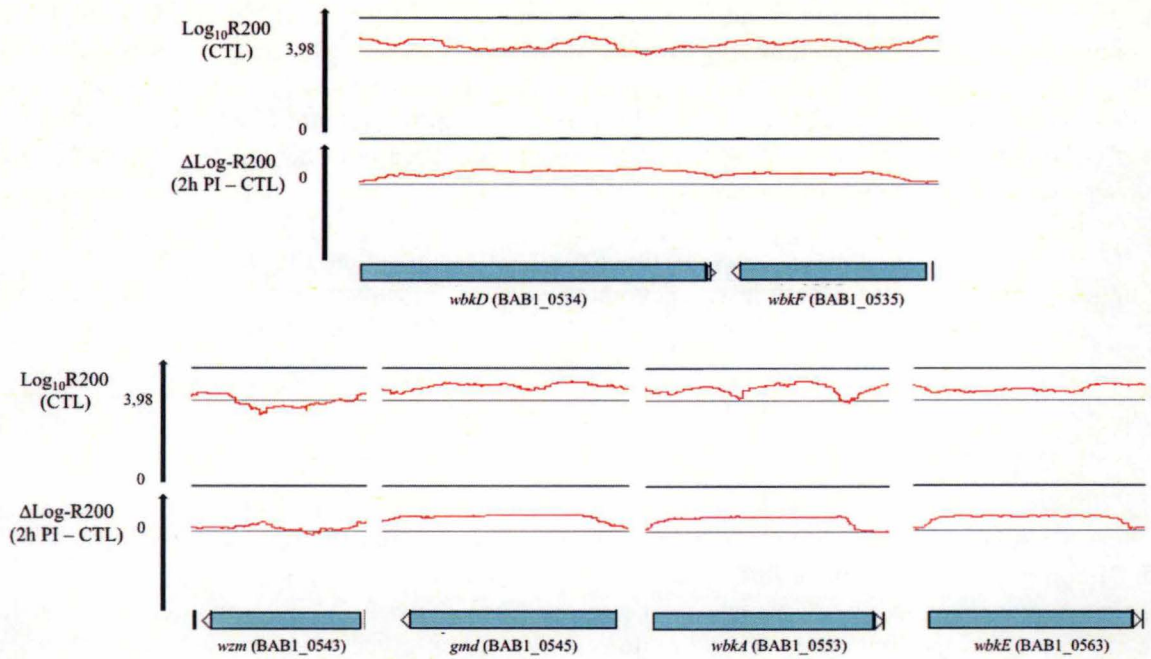 Log₁₀R200
(CTL)
3,98
0
ΔLog-R200
(2h PI – CTL)
0
wbkD (BAB1_0534)
wbkF (BAB1_0535)
Log₁₀R200
(CTL)
3,98
0
ΔLog-R200
(2h PI – CTL)
0
wzm (BAB1_0543)
gmd (BAB1_0545)
wbkA (BAB1_0553)
wbkE (BAB1_0563)